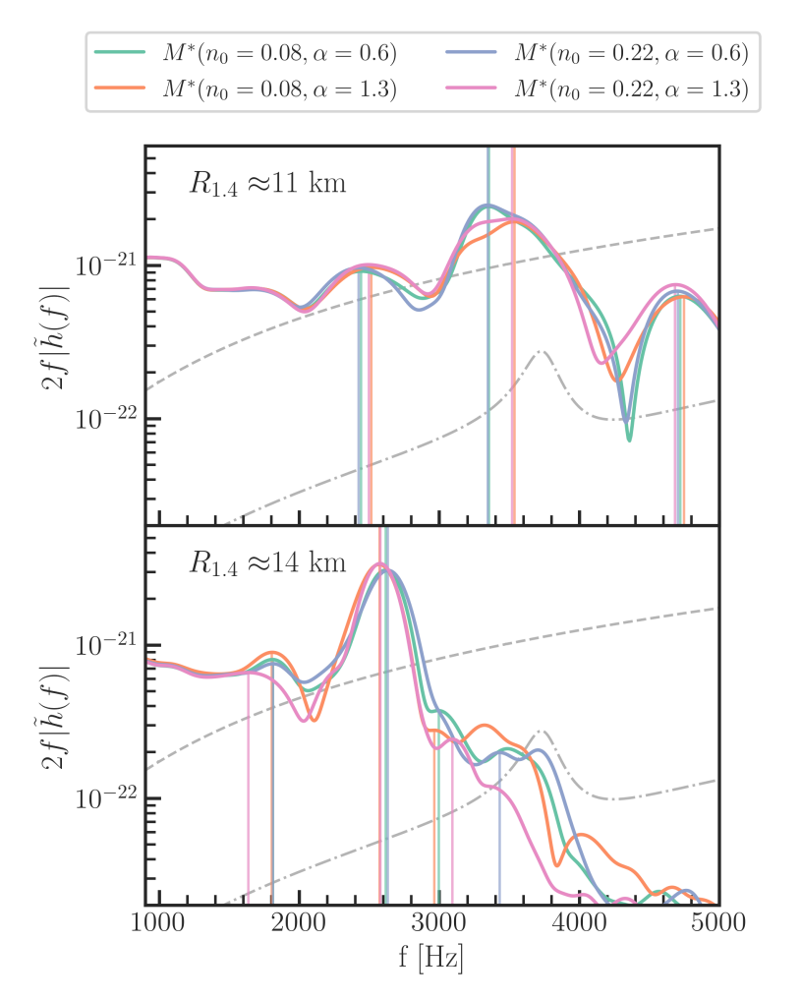 M*(n₀ = 0.08, α = 0.6) M*(n₀ = 0.22, α = 0.6)
M*(n₀ = 0.08, α = 1.3) M*(n₀ = 0.22, α = 1.3)
R₁.₄ ≈11 km
10⁻²¹
2f|h̃(f)|
10⁻²²
R₁.₄ ≈14 km
10⁻²¹
2f|h̃(f)|
10⁻²²
1000 2000 3000 4000 5000
f [Hz]